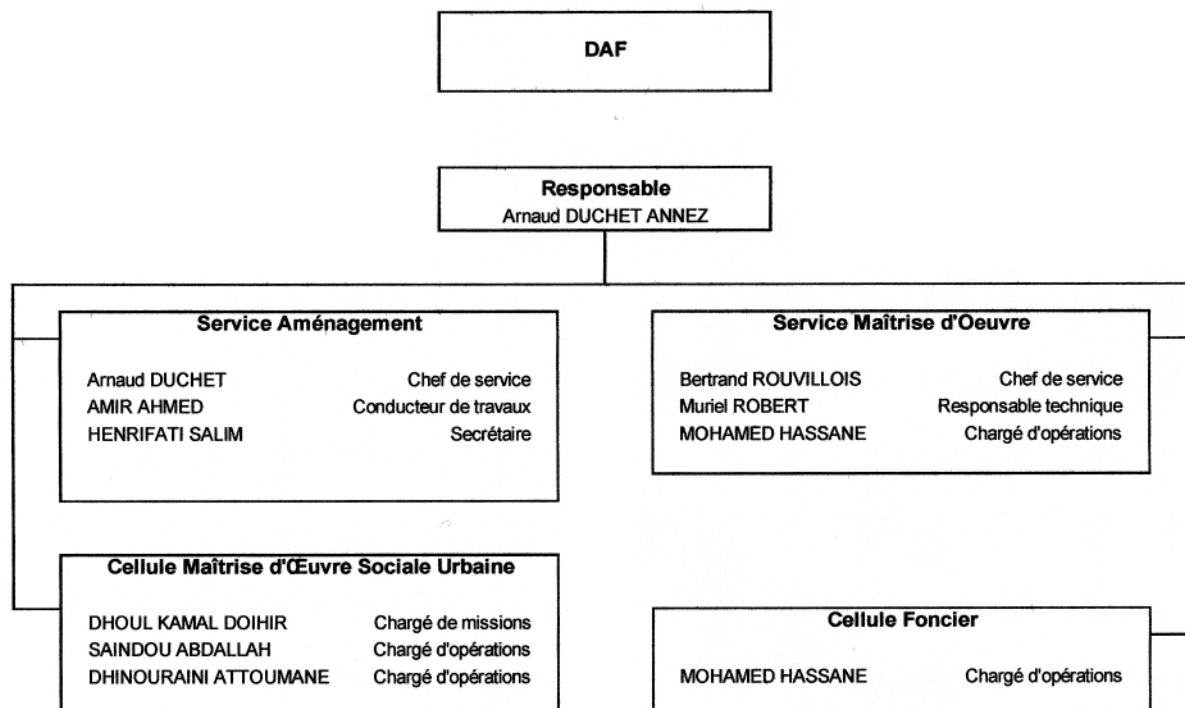 DAF
Responsable
Arnaud DUCHET ANNEZ
Service Aménagement
Arnaud DUCHET Chef de service
AMIR AHMED Conducteur de travaux
HENRIFATI SALIM Secrétaire
Service Maîtrise d'Oeuvre
Bertrand ROUVILLOIS Chef de service
Muriel ROBERT Responsable technique
MOHAMED HASSANE Chargé d'opérations
Cellule Maîtrise d'Œuvre Sociale Urbaine
DHOUL KAMAL DOIHIR Chargé de missions
SAINDOU ABDALLAH Chargé d'opérations
DHINOURAINI ATTOUMANE Chargé d'opérations
Cellule Foncier
MOHAMED HASSANE Chargé d'opérations